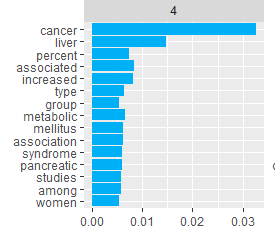 4
cancer
liver
percent
associated
increased
type
group
metabolic
mellitus
association
syndrome
pancreatic
studies
among
women
0.00 0.01 0.02 0.03